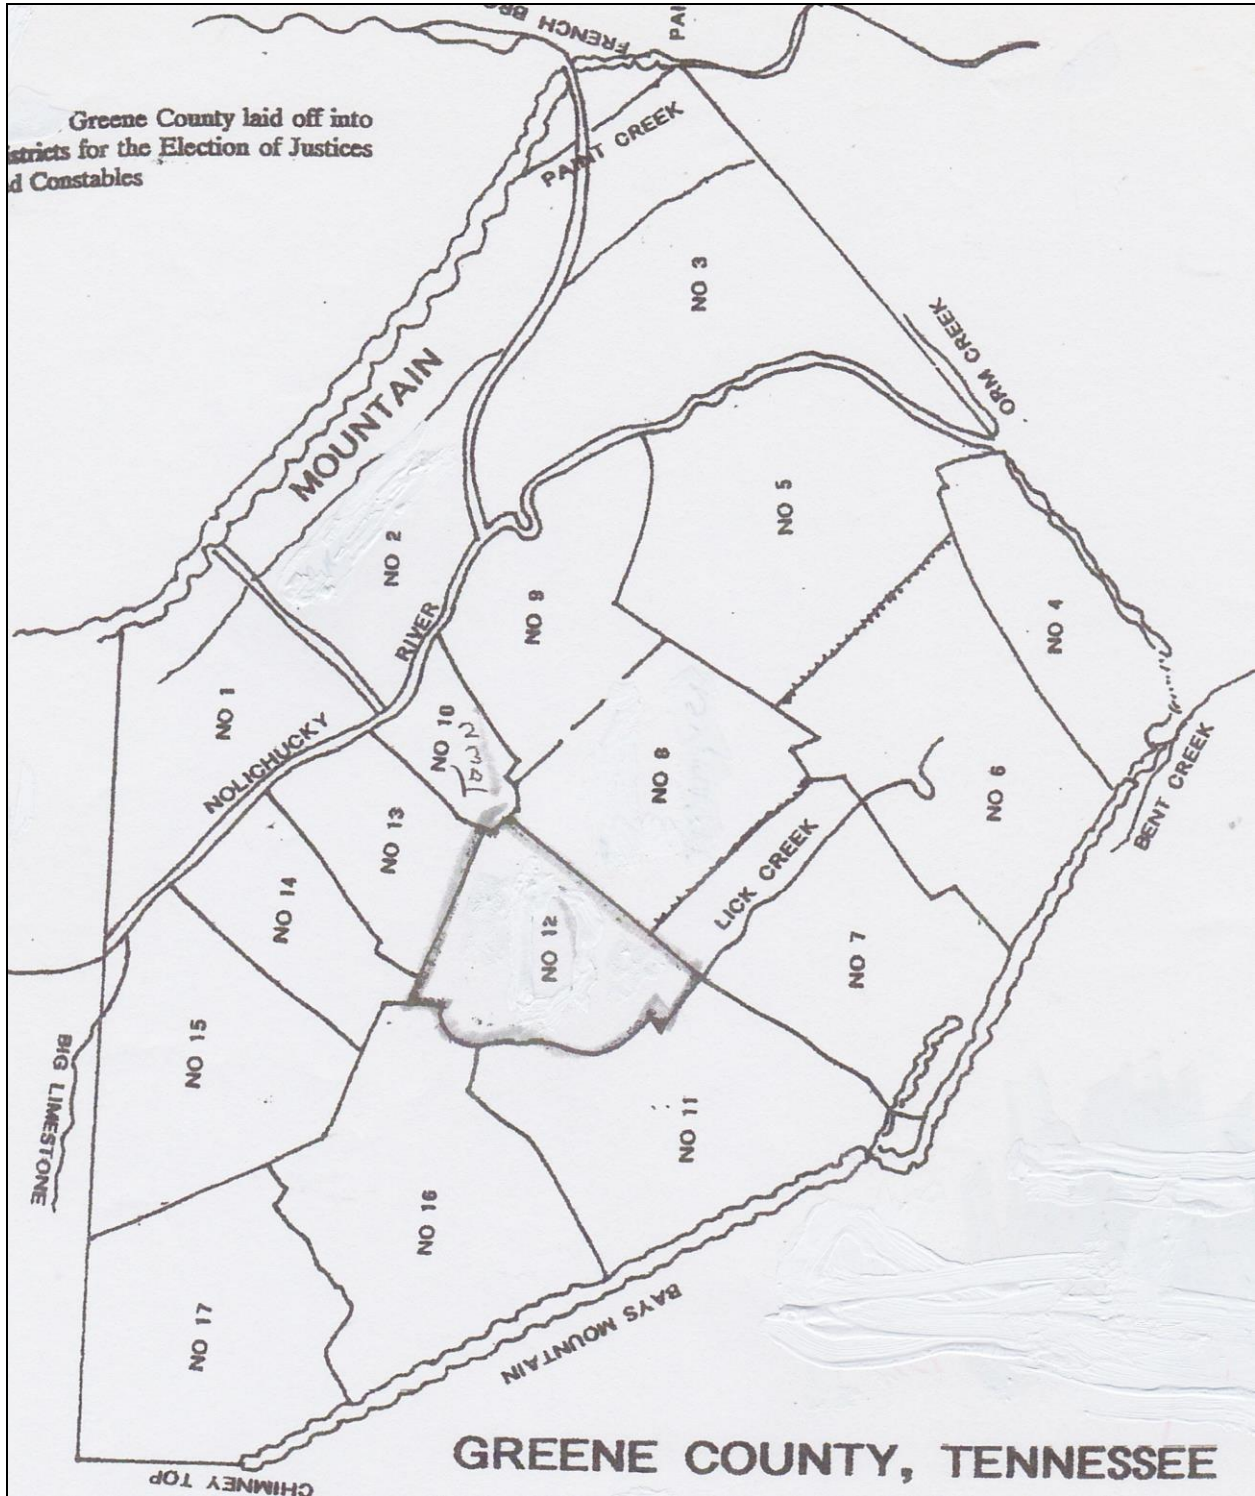 FRENCH BRO
PAI
Greene County laid off into
istricts for the Election of Justices
d Constables
PAINT CREEK
NO 3
ORM CREEK
MOUNTAIN
NO 2
NO 5
NO 9
NO 4
RIVER
NO 1
NO 10
Town
NOLICHUCKY
NO 8
NO 6
BENT CREEK
NO 13
LICK CREEK
NO 14
NO 12
NO 7
NO 15
BIG LIMESTONE
NO 11
NO 16
NO 17
BAYS MOUNTAIN
CHIMNEY TOP
GREENE COUNTY, TENNESSEE